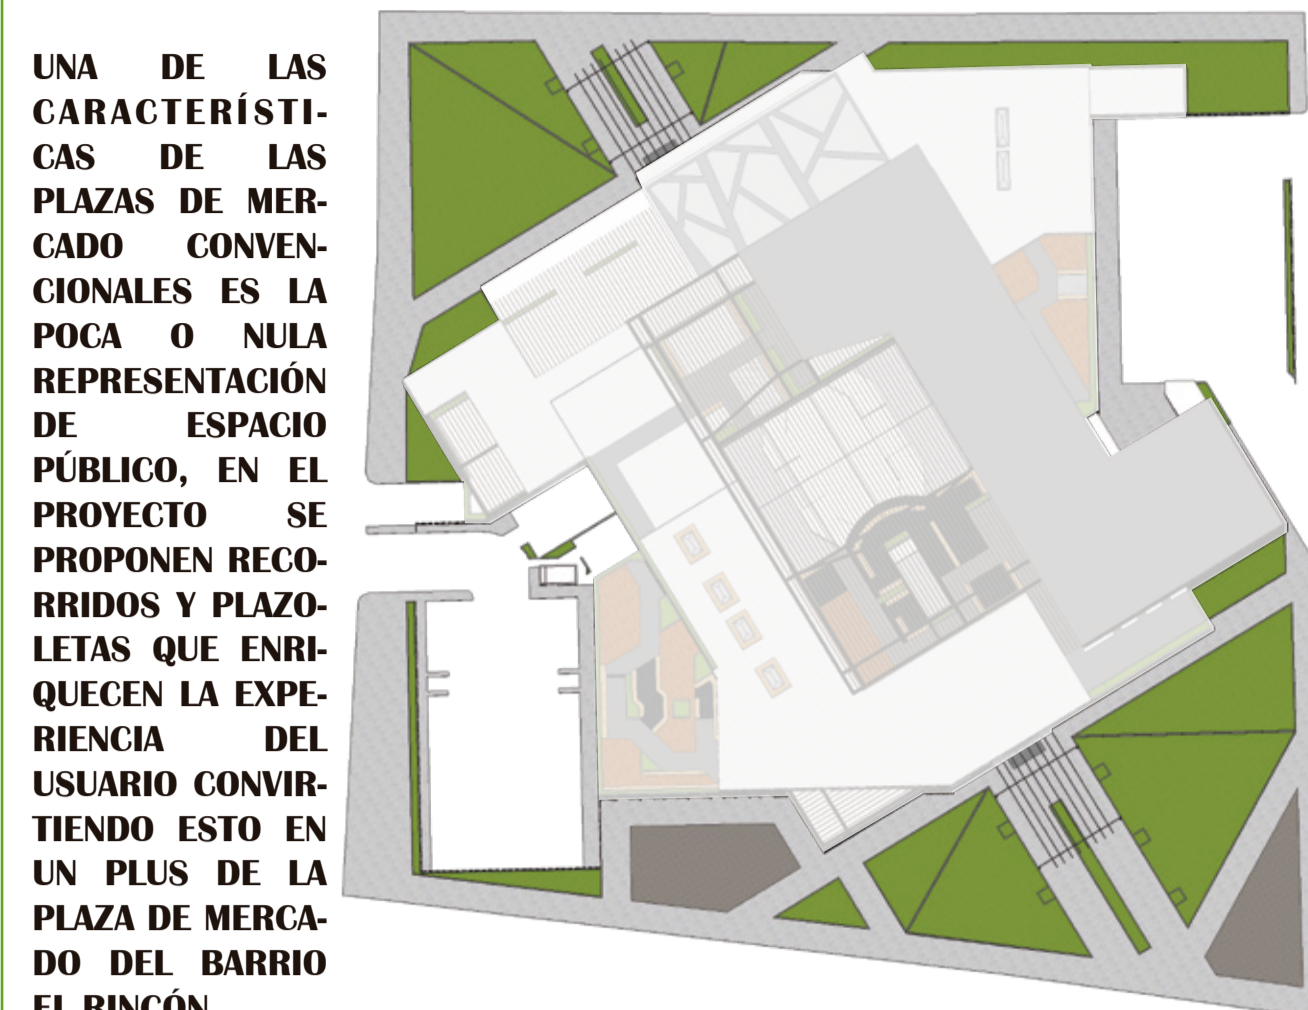 UNA DE LAS
CARACTERÍSTI-
CAS DE LAS
PLAZAS DE MER-
CADO CONVEN-
CIONALES ES LA
POCA O NULA
REPRESENTACIÓN
DE ESPACIO
PÚBLICO, EN EL
PROYECTO SE
PROPONEN RECO-
RRIDOS Y PLAZO-
LETAS QUE ENRI-
QUECEN LA EXPE-
RIENCIA DEL
USUARIO CONVIR-
TIENDO ESTO EN
UN PLUS DE LA
PLAZA DE MERCA-
DO DEL BARRIO
EL RINCÓN